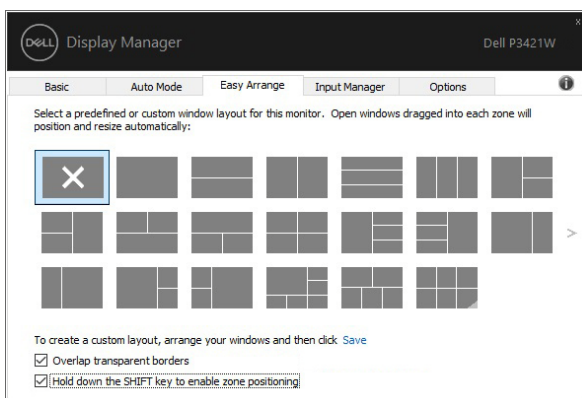 DELL Display Manager Dell P3421W
Basic Auto Mode Easy Arrange Input Manager Options
Select a predefined or custom window layout for this monitor. Open windows dragged into each zone will
position and resize automatically:
To create a custom layout, arrange your windows and then click Save
Overlap transparent borders
Hold down the SHIFT key to enable zone positioning